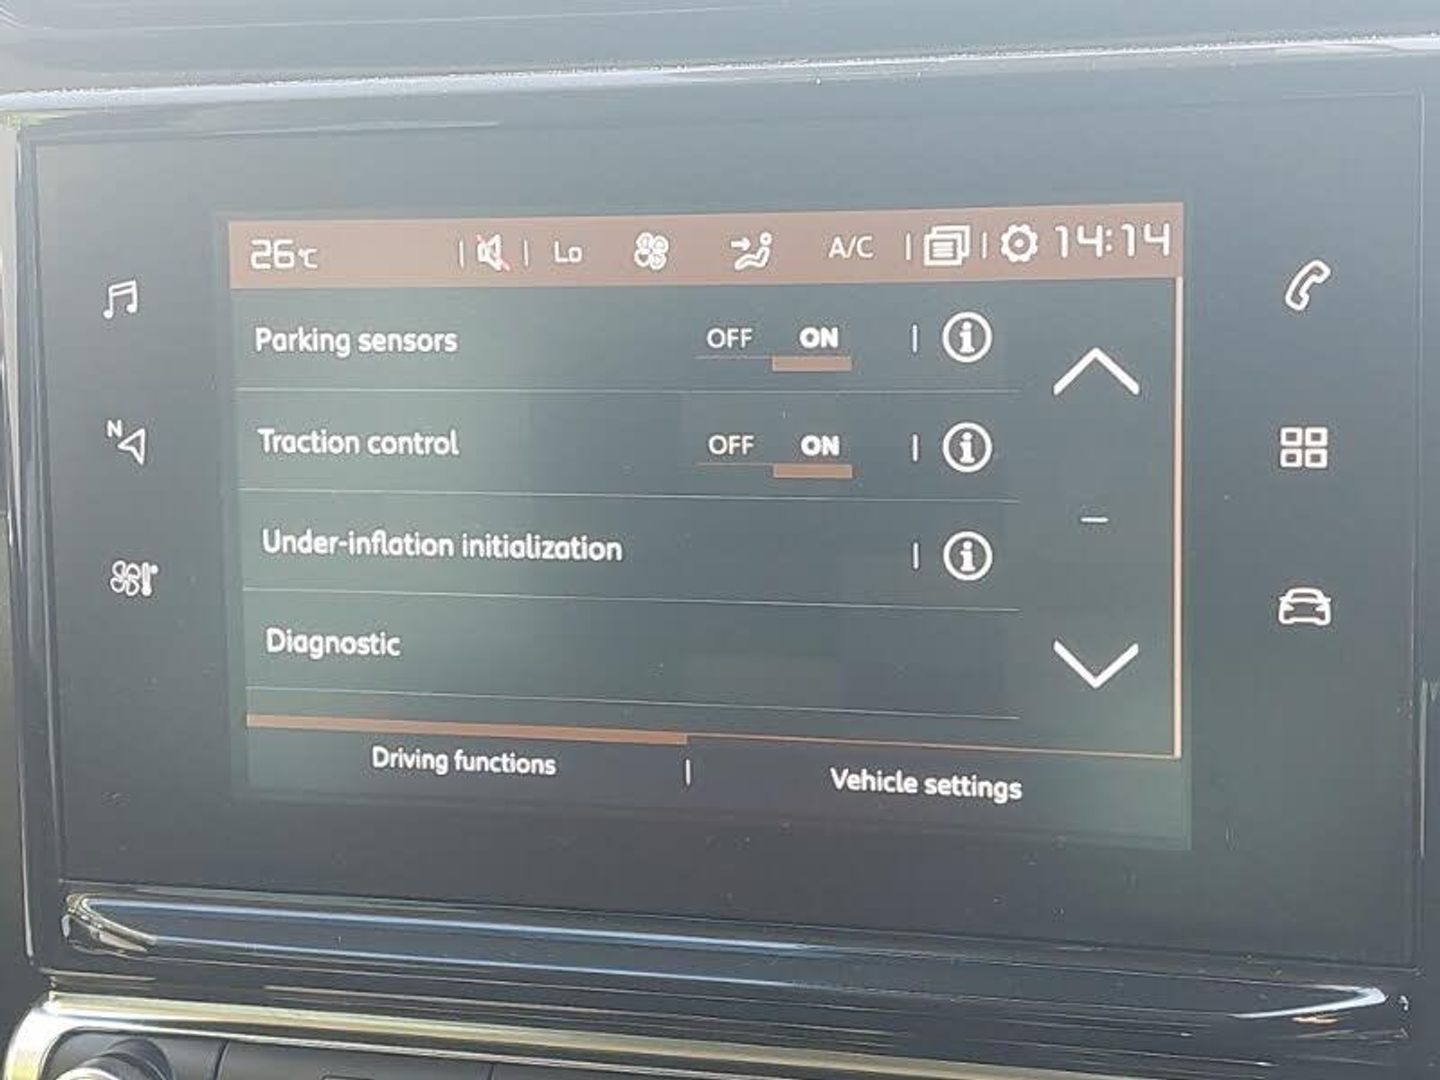 26°C Lo A/C 14:14
Parking sensors OFF ON i
Traction control OFF ON i
Under-inflation initialization i
Diagnostic
Driving functions Vehicle settings
N